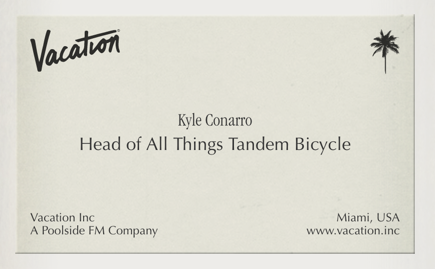 Vacation
Kyle Conarro
Head of All Things Tandem Bicycle
Vacation Inc
A Poolside FM Company
Miami, USA
www.vacation.inc